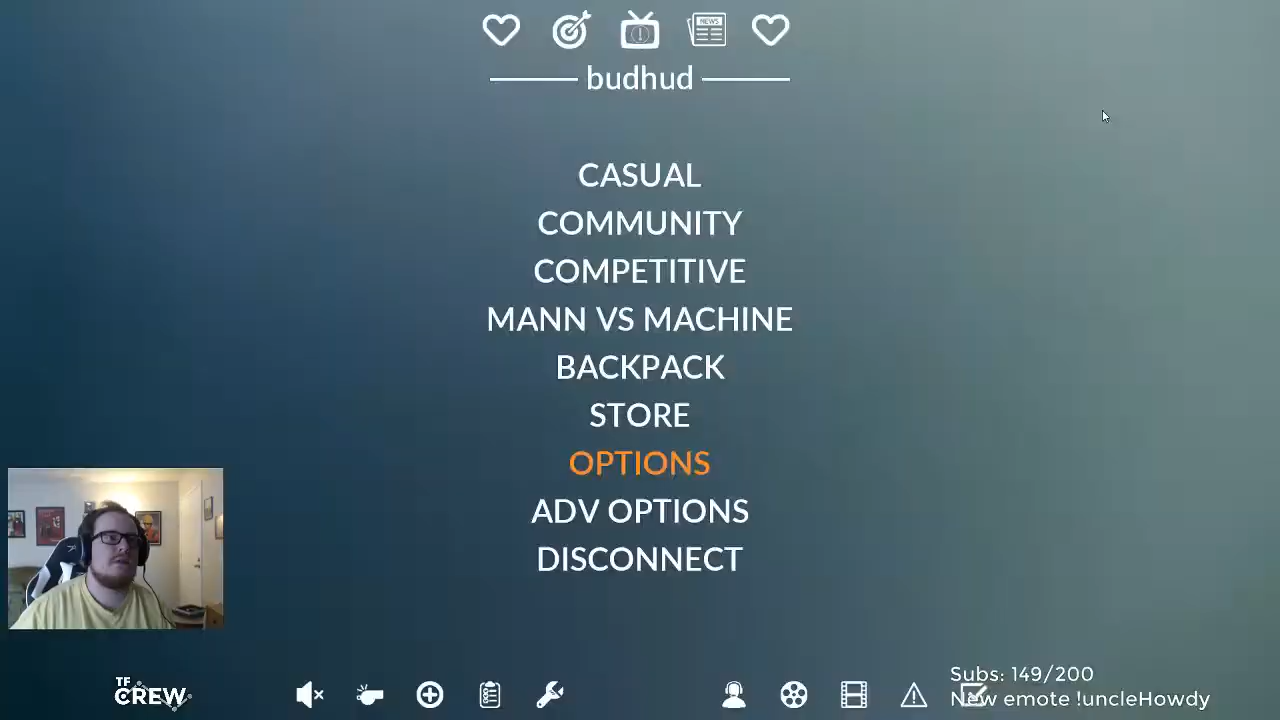 NEWS
budhud
CASUAL
COMMUNITY
COMPETITIVE
MANN VS MACHINE
BACKPACK
STORE
OPTIONS
ADV OPTIONS
DISCONNECT
TF
CREW
Subs: 149/200
New emote !uncleHowdy